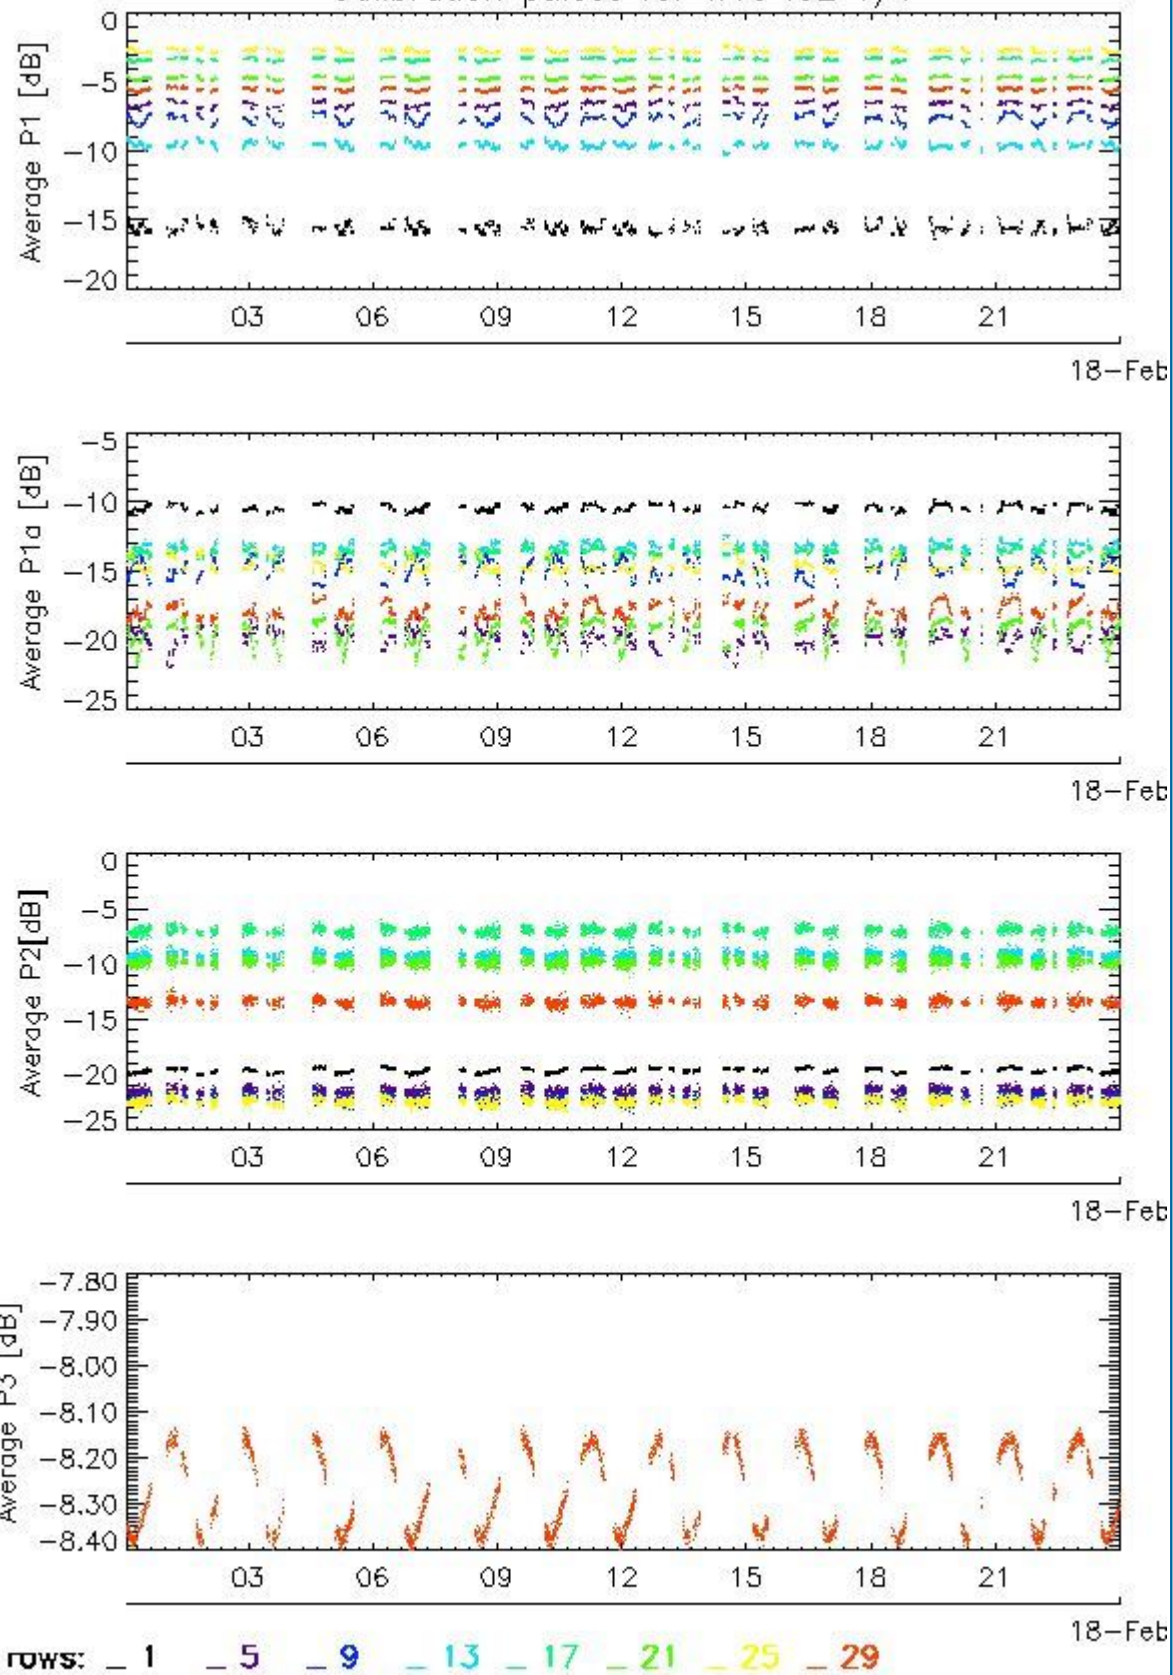 Average P1 [dB]
0
−5
−10
−15
−20
03 06 09 12 15 18 21
18−Feb
Average P1a [dB]
−5
−10
−15
−20
−25
03 06 09 12 15 18 21
18−Feb
Average P2[dB]
0
−5
−10
−15
−20
−25
03 06 09 12 15 18 21
18−Feb
Average P3 [dB]
−7.80
−7.90
−8.00
−8.10
−8.20
−8.30
−8.40
03 06 09 12 15 18 21
18−Feb
rows: _ 1 _ 5 _ 9 _ 13 _ 17 _ 21 _ 25 _ 29